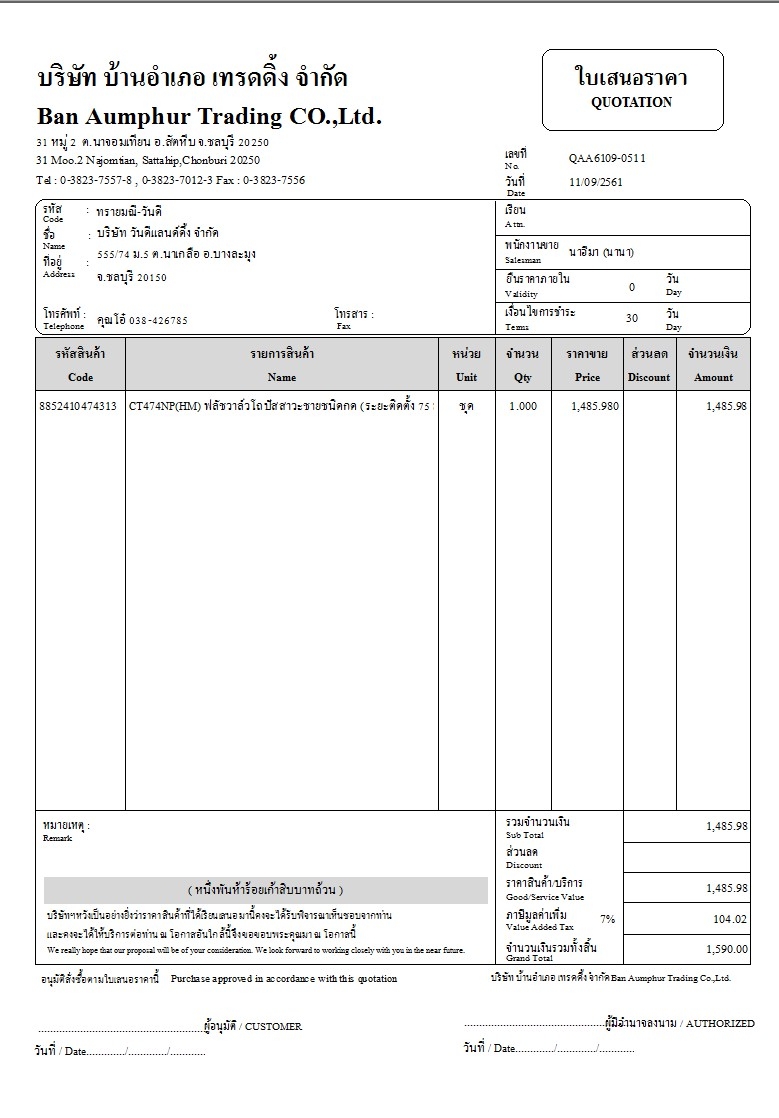 บริษัท บ้านอำเภอ เทรดดิ้ง จำกัด
Ban Aumphur Trading CO.,Ltd.
ใบเสนอราคา
QUOTATION
31 หมู่ 2 ต.นาจอมเทียน อ.สัตหีบ จ.ชลบุรี 20250
31 Moo.2 Najomtian, Sattahip,Chonburi 20250
Tel : 0-3823-7557-8 , 0-3823-7012-3 Fax : 0-3823-7556
เลขที่ QAA6109-0511
No.
วันที่ 11/09/2561
Date
รหัส : ทรายมณี-วันดี
Code
ชื่อ : บริษัท วันดีแลนด์ดิ้ง จำกัด
Name
ที่อยู่ : 555/74 ม.5 ต.นาเกลือ อ.บางละมุง
Address
จ.ชลบุรี 20150
โทรศัพท์ : คุณโอ๋ 038-426785 โทรสาร :
Telephone Fax
เรียน
Attn.
พนักงานขาย นาอีมา (นานา)
Salesman
ยืนราคาภายใน 0 วัน
Validity Day
เงื่อนไขการชำระ 30 วัน
Terms Day
รหัสสินค้า รายการสินค้า หน่วย จำนวน ราคาขาย ส่วนลด จำนวนเงิน
Code Name Unit Qty Price Discount Amount
8852410474313 CT474NP(HM) ฟลัชวาล์วโถปัสสาวะชายชนิดกด (ระยะติดตั้ง 75 ชุด 1.000 1,485.980 1,485.98
หมายเหตุ :
Remark
( หนึ่งพันห้าร้อยเก้าสิบบาทถ้วน )
บริษัทฯหวังเป็นอย่างยิ่งว่าราคาสินค้าที่ได้เรียนเสนอมานี้คงจะได้รับพิจารณาเห็นชอบจากท่าน
และคงจะได้ให้บริการต่อท่าน ณ โอกาสอันใกล้นี้จึงขอขอบพระคุณมา ณ โอกาสนี้
We really hope that our proposal will be of your consideration. We look forward to working closely with you in the near future.
รวมจำนวนเงิน 1,485.98
Sub Total
ส่วนลด
Discount
ราคาสินค้า/บริการ 1,485.98
Good/Service Value
ภาษีมูลค่าเพิ่ม 7% 104.02
Value Added Tax
จำนวนเงินรวมทั้งสิ้น 1,590.00
Grand Total
อนุมัติสั่งซื้อตามใบเสนอราคานี้ Purchase approved in accordance with this quotation
บริษัท บ้านอำเภอ เทรดดิ้ง จำกัด Ban Aumphur Trading Co.,Ltd.
.......................................................ผู้อนุมัติ / CUSTOMER
...............................................ผู้มีอำนาจลงนาม / AUTHORIZED
วันที่ / Date............./............./............
วันที่ / Date............./............./............